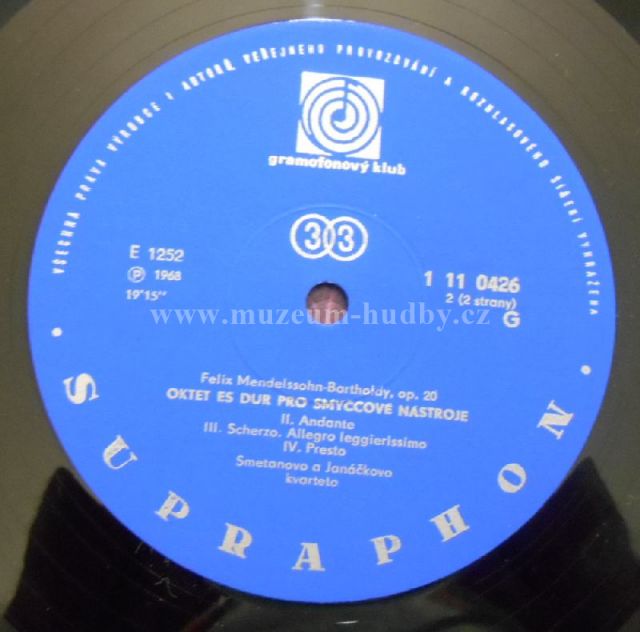 VŠECHNA PRÁVA VÝROBCE I AUTORŮ, VEŘEJNÉHO PROVOZOVÁNÍ A ROZHLASOVÉHO ŠÍŘENÍ VYHRAŽENA
gramofonový klub
33
E 1252
Ⓟ 1968
19'15''
1 11 0426
2 (2 strany)
G
www.muzeum-hudby.cz
Felix Mendelssohn-Bartholdy, op. 20
OKTET ES DUR PRO SMYČCOVÉ NÁSTROJE
II. Andante
III. Scherzo. Allegro leggierissimo
IV. Presto
Smetanovo a Janáčkovo
kvarteto
SUPRAPHON